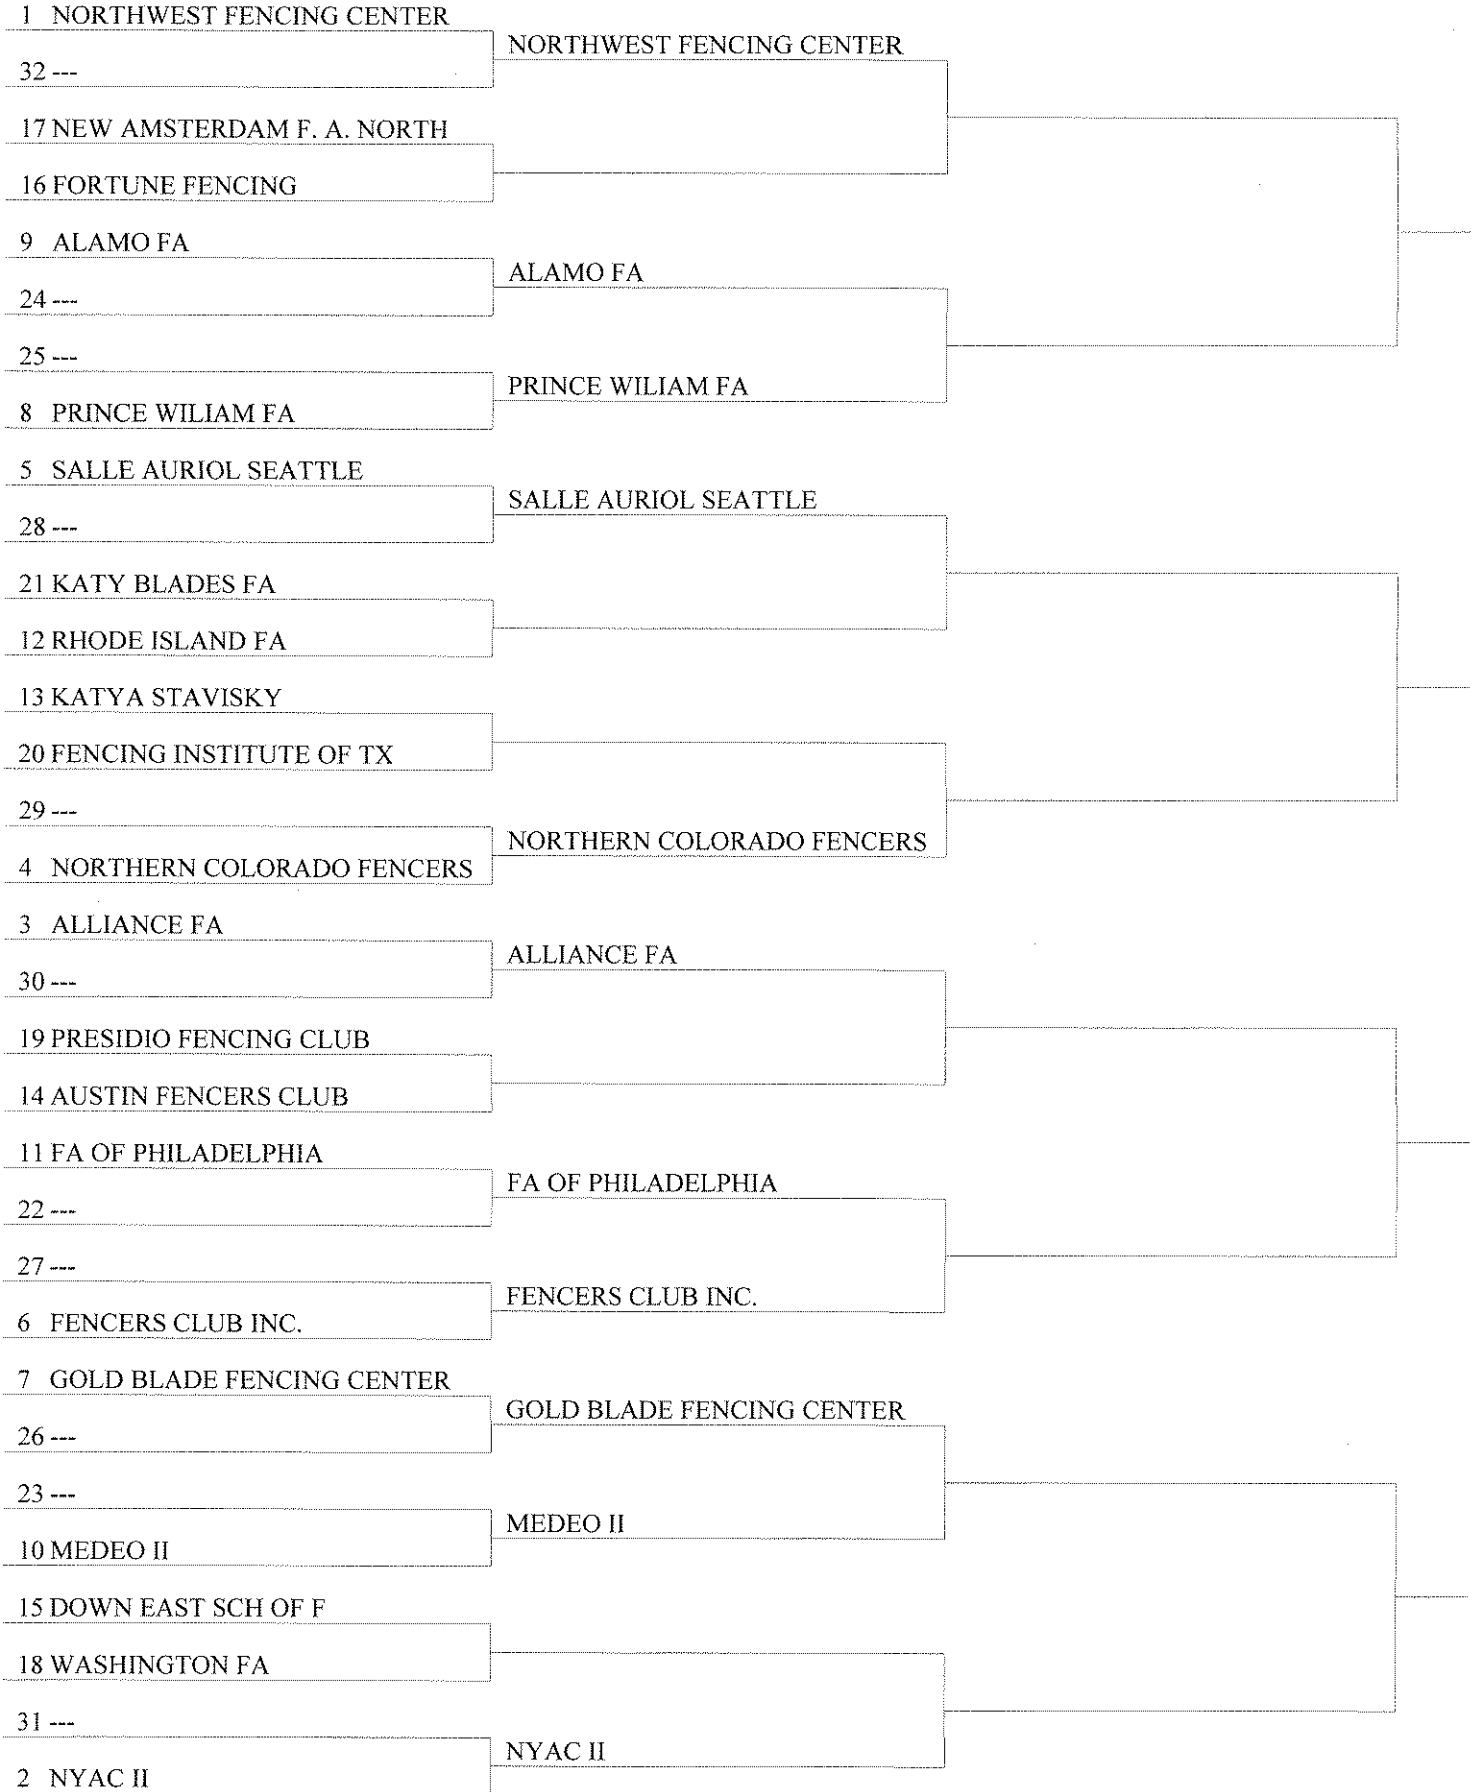 1 NORTHWEST FENCING CENTER
NORTHWEST FENCING CENTER
32 ---
17 NEW AMSTERDAM F. A. NORTH
16 FORTUNE FENCING
9 ALAMO FA
ALAMO FA
24 ---
25 ---
PRINCE WILIAM FA
8 PRINCE WILIAM FA
5 SALLE AURIOL SEATTLE
SALLE AURIOL SEATTLE
28 ---
21 KATY BLADES FA
12 RHODE ISLAND FA
13 KATYA STAVISKY
20 FENCING INSTITUTE OF TX
29 ---
NORTHERN COLORADO FENCERS
4 NORTHERN COLORADO FENCERS
3 ALLIANCE FA
ALLIANCE FA
30 ---
19 PRESIDIO FENCING CLUB
14 AUSTIN FENCERS CLUB
11 FA OF PHILADELPHIA
FA OF PHILADELPHIA
22 ---
27 ---
FENCERS CLUB INC.
6 FENCERS CLUB INC.
7 GOLD BLADE FENCING CENTER
GOLD BLADE FENCING CENTER
26 ---
23 ---
MEDEO II
10 MEDEO II
15 DOWN EAST SCH OF F
18 WASHINGTON FA
31 ---
NYAC II
2 NYAC II